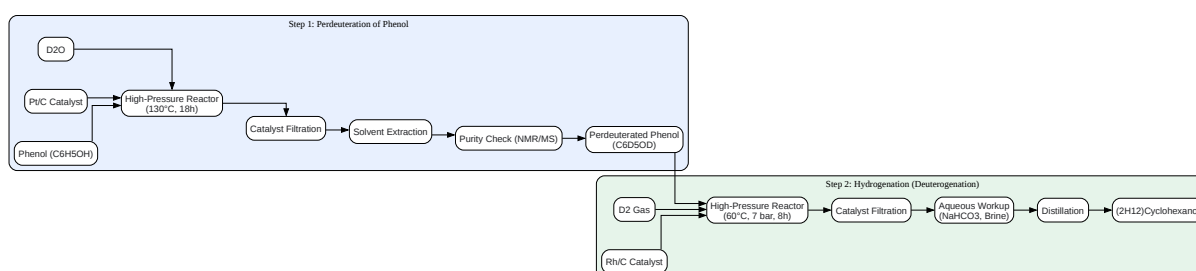 Step 1: Perdeuteration of Phenol
D2O
Pt/C Catalyst
High-Pressure Reactor
(130°C, 18h)
Phenol (C6H5OH)
Catalyst Filtration
Solvent Extraction
Purity Check (NMR/MS)
Perdeuterated Phenol
(C6D5OD)
Step 2: Hydrogenation (Deuterogenation)
D2 Gas
High-Pressure Reactor
(60°C, 7 bar, 8h)
Catalyst Filtration
Aqueous Workup
(NaHCO3, Brine)
Distillation
(2H12)Cyclohexano
Rh/C Catalyst